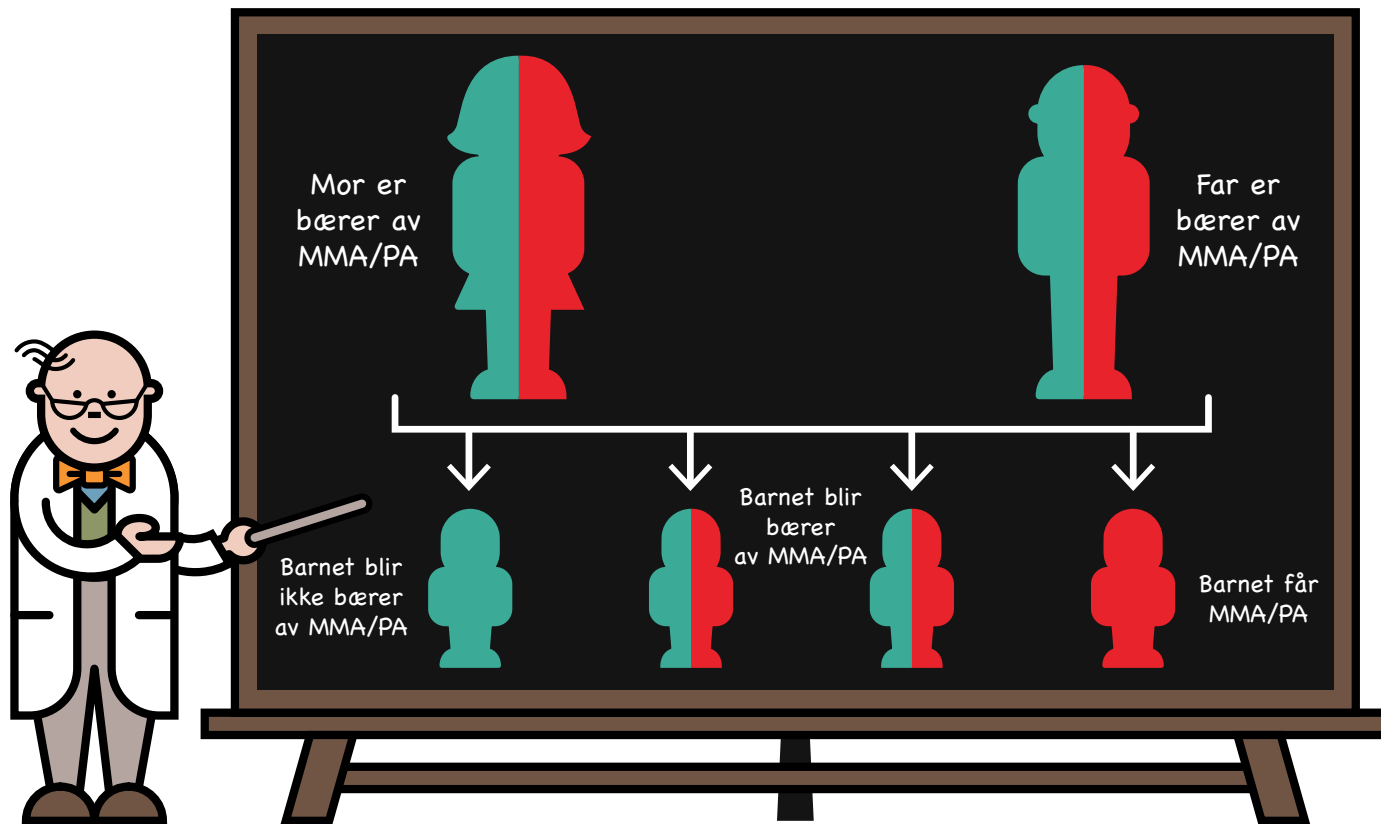 Mor er
bærer av
MMA/PA
Far er
bærer av
MMA/PA
Barnet blir
ikke bærer
av MMA/PA
Barnet blir
bærer
av MMA/PA
Barnet får
MMA/PA